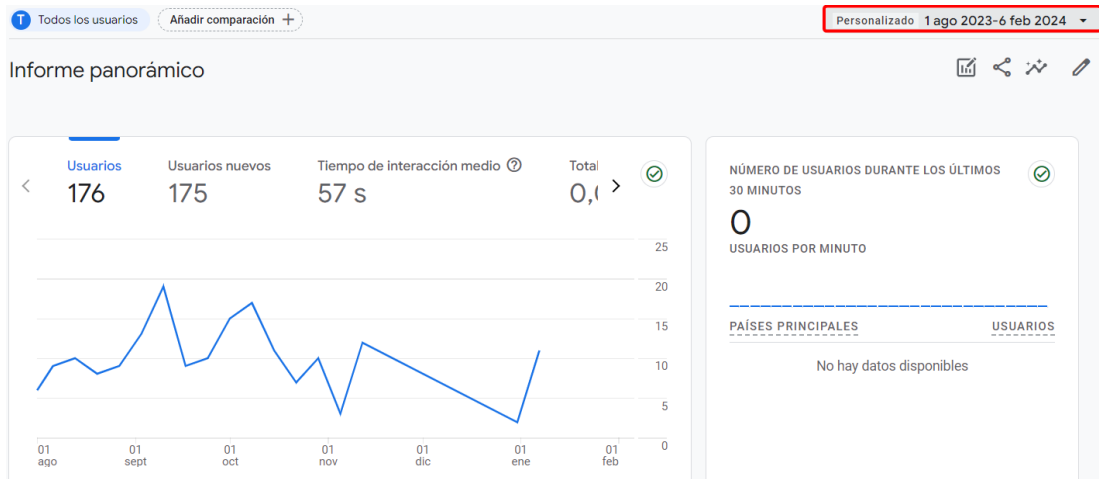 T Todos los usuarios Añadir comparación + Personalizado 1 ago 2023-6 feb 2024
Informe panorámico
Usuarios Usuarios nuevos Tiempo de interacción medio ? Total
176 175 57 s 0,(
25
20
15
10
5
0
01 01 01 01 01 01 01
ago sept oct nov dic ene feb
NÚMERO DE USUARIOS DURANTE LOS ÚLTIMOS
30 MINUTOS
0
USUARIOS POR MINUTO
PAÍSES PRINCIPALES USUARIOS
No hay datos disponibles